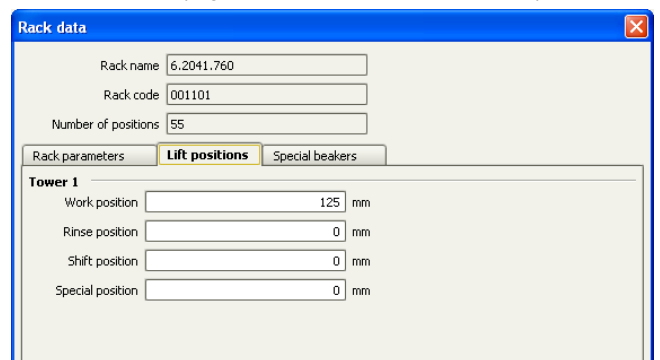 Rack data
Rack name 6.2041.760
Rack code 001101
Number of positions 55
Rack parameters Lift positions Special beakers
Tower 1
Work position 125 mm
Rinse position 0 mm
Shift position 0 mm
Special position 0 mm